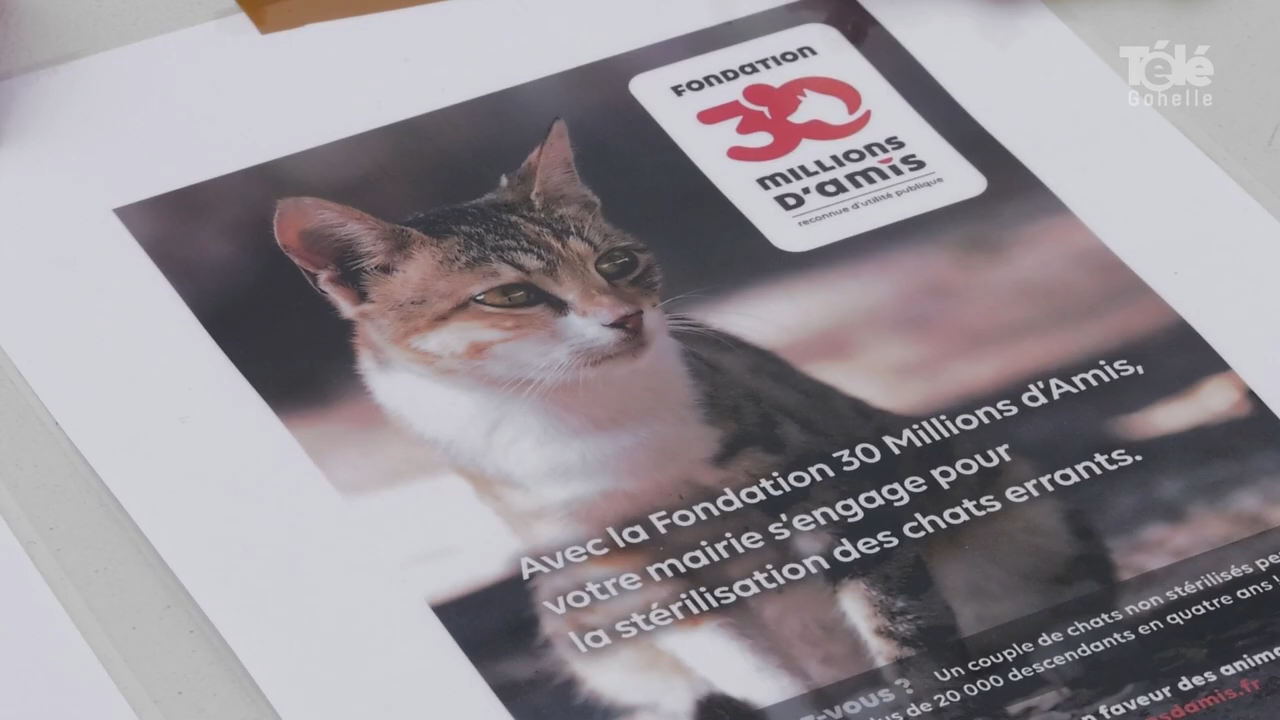 Télé
Gohelle
FONDATION
30
MILLIONS
D'AMIS
reconnue d'utilité publique
Avec la Fondation 30 Millions d'Amis,
votre mairie s'engage pour
la stérilisation des chats errants.
-vous ? Un couple de chats non stérilisés
de 20 000 descendants en quatre ans
faveur des